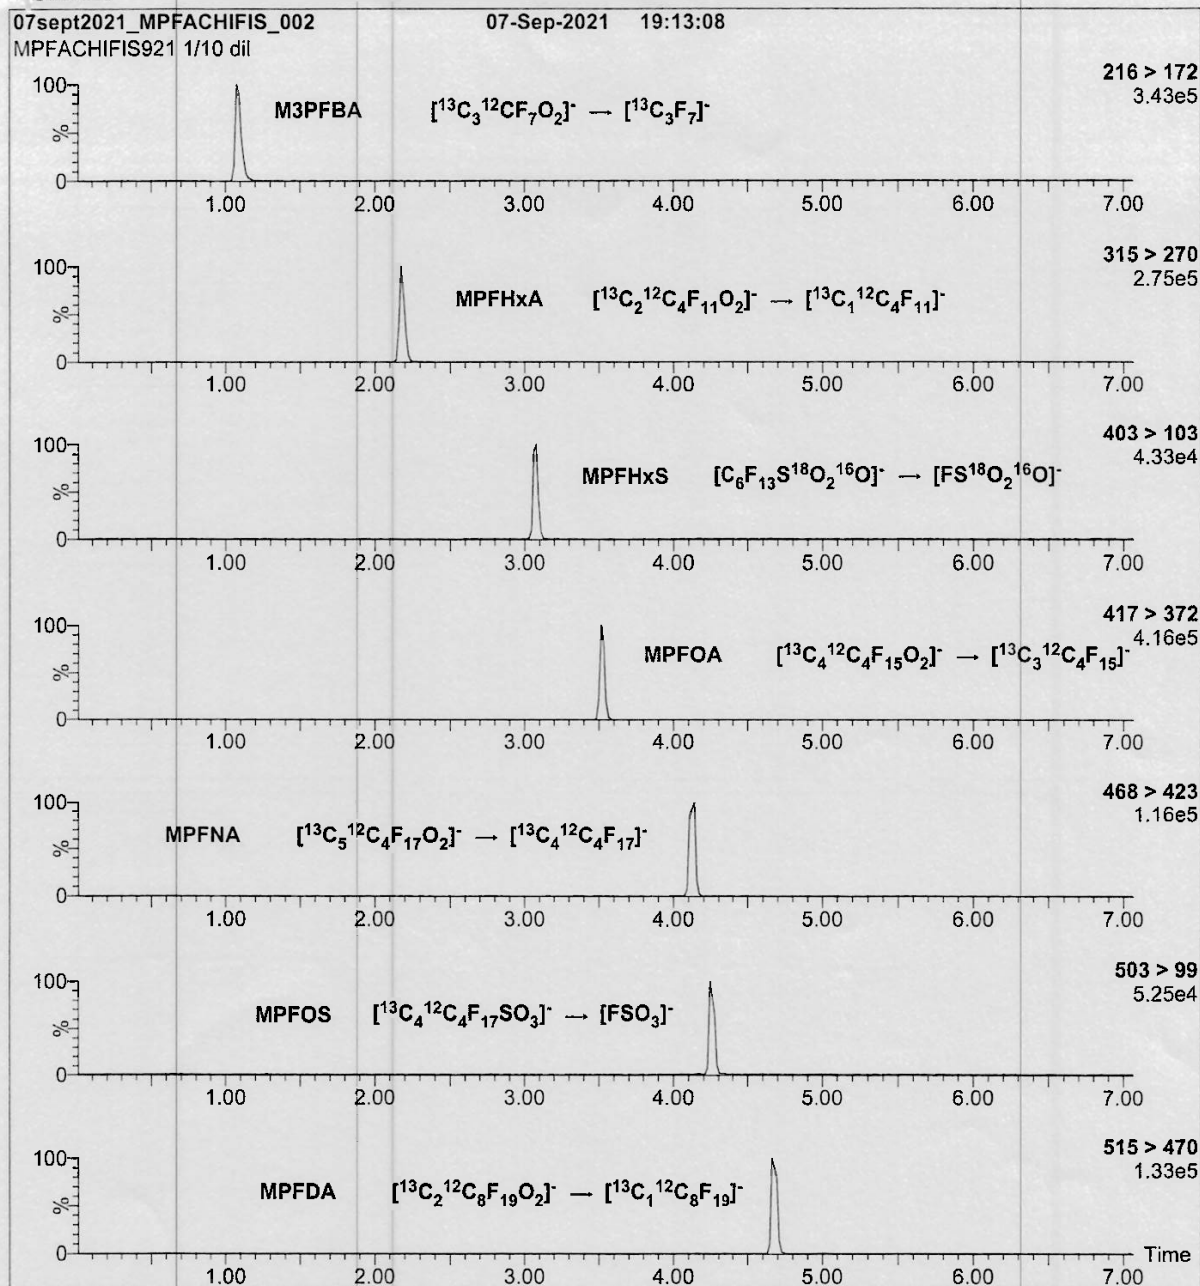 07sept2021_MPFACHIFIS_002 07-Sep-2021 19:13:08
MPFACHIFIS921 1/10 dil
216 > 172
3.43e5
100
M3PFBA [¹³C₃¹²CF₇O₂]⁻ → [¹³C₃F₇]⁻
%
0
1.00 2.00 3.00 4.00 5.00 6.00 7.00
315 > 270
2.75e5
100
MPFHxA [¹³C₂¹²C₄F₁₁O₂]⁻ → [¹³C₁¹²C₄F₁₁]⁻
%
0
1.00 2.00 3.00 4.00 5.00 6.00 7.00
403 > 103
4.33e4
100
MPFHxS [C₆F₁₃S¹⁸O₂¹⁶O]⁻ → [FS¹⁸O₂¹⁶O]⁻
%
0
1.00 2.00 3.00 4.00 5.00 6.00 7.00
417 > 372
4.16e5
100
MPFOA [¹³C₄¹²C₄F₁₅O₂]⁻ → [¹³C₃¹²C₄F₁₅]⁻
%
0
1.00 2.00 3.00 4.00 5.00 6.00 7.00
468 > 423
1.16e5
100
MPFNA [¹³C₅¹²C₄F₁₇O₂]⁻ → [¹³C₄¹²C₄F₁₇]⁻
%
0
1.00 2.00 3.00 4.00 5.00 6.00 7.00
503 > 99
5.25e4
100
MPFOS [¹³C₄¹²C₄F₁₇SO₃]⁻ → [FSO₃]⁻
%
0
1.00 2.00 3.00 4.00 5.00 6.00 7.00
515 > 470
1.33e5
100
MPFDA [¹³C₂¹²C₈F₁₉O₂]⁻ → [¹³C₁¹²C₈F₁₉]⁻
%
0 Time
1.00 2.00 3.00 4.00 5.00 6.00 7.00